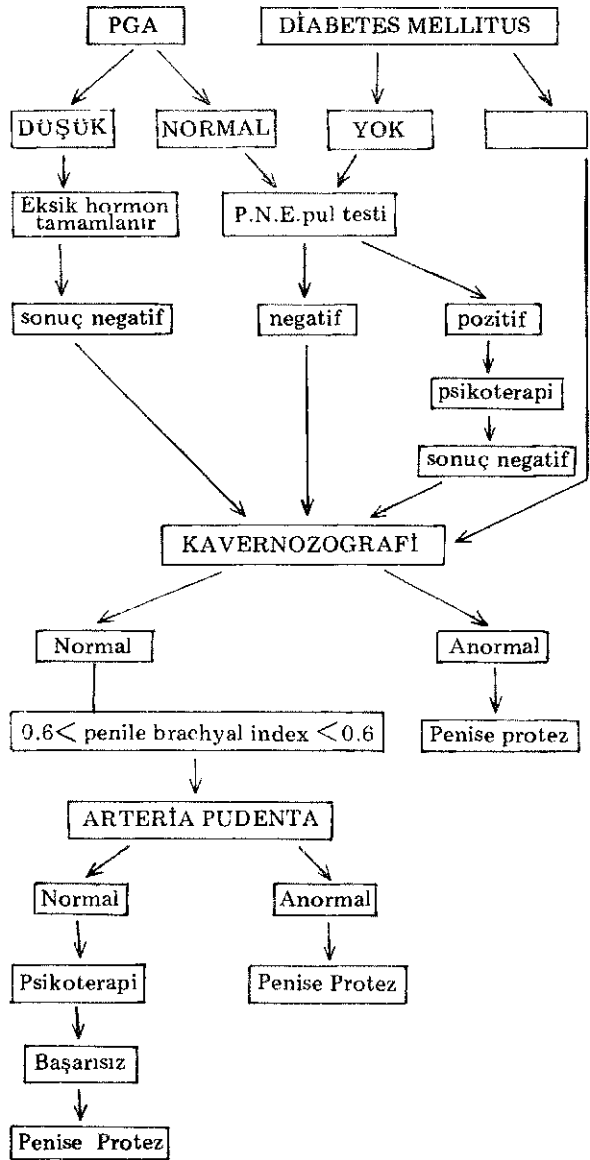 PGA
DİABETES MELLITUS
DÜŞÜK
NORMAL
YOK
Eksik hormon
tamamlanır
P.N.E.pul testi
sonuç negatif
negatif
pozitif
psikoterapi
sonuç negatif
KAVERNOZOGRAFİ
Normal
Anormal
0.6< penile brachyal index <0.6
Penise protez
ARTERİA PUDENTA
Normal
Anormal
Psikoterapi
Penise Protez
Başarısız
Penise Protez